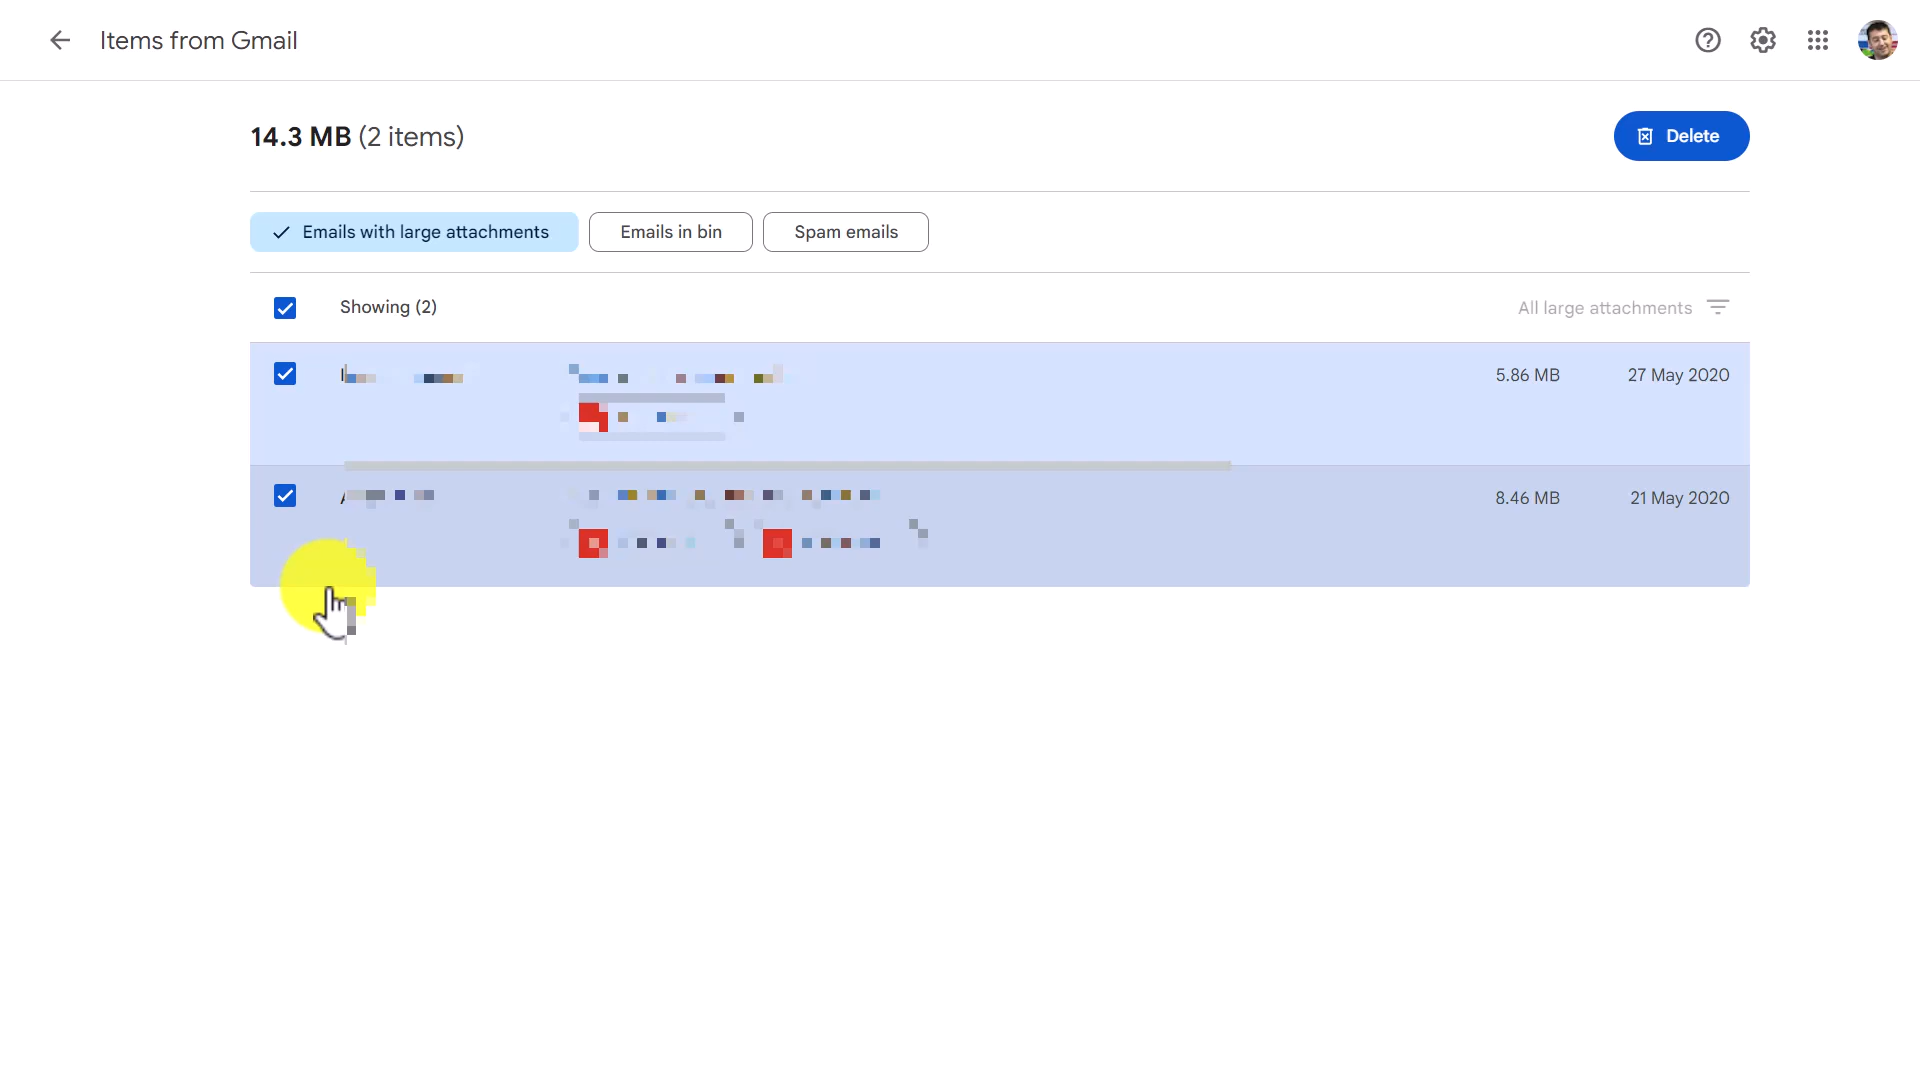 Items from Gmail
14.3 MB (2 items)
Delete
Emails with large attachments
Emails in bin
Spam emails
Showing (2)
All large attachments
5.86 MB
27 May 2020
8.46 MB
21 May 2020